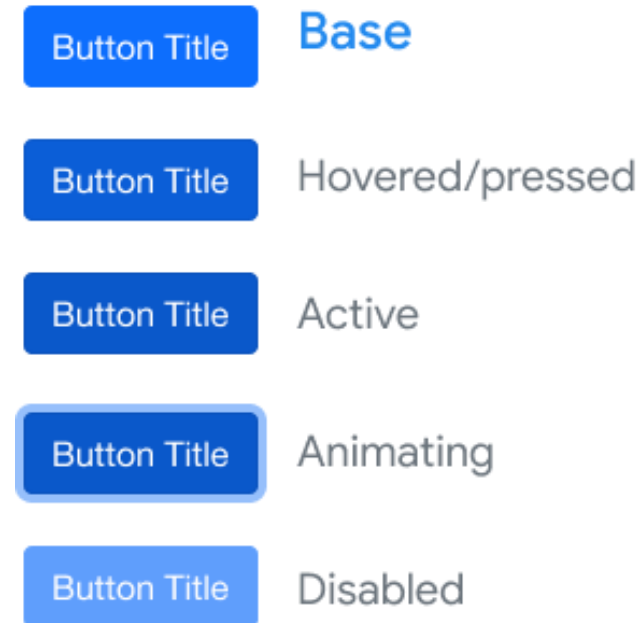 Button Title Base
Button Title Hovered/pressed
Button Title Active
Button Title Animating
Button Title Disabled